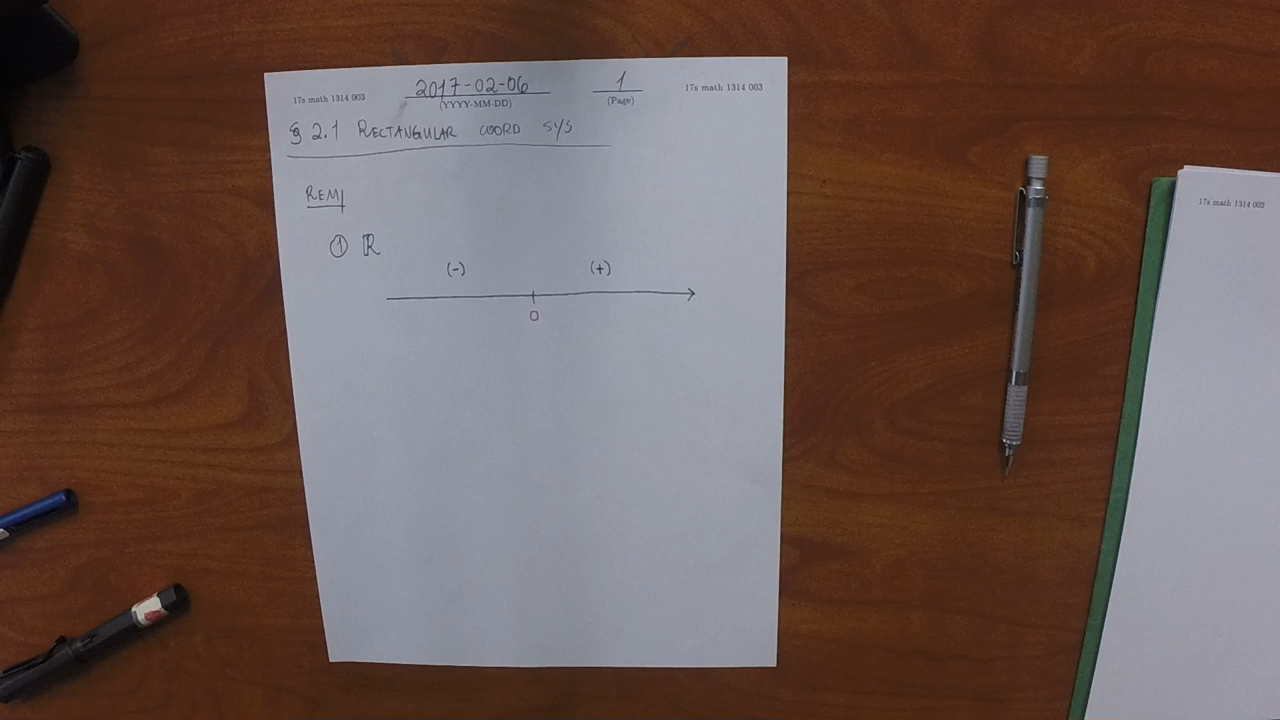 17s math 1314 003 2017-02-06 1 17s math 1314 003
(YYYY-MM-DD) (Page)
§ 2.1 RECTANGULAR COORD SYS
REM
① ℝ
(-) (+)
0
17s math 1314 003